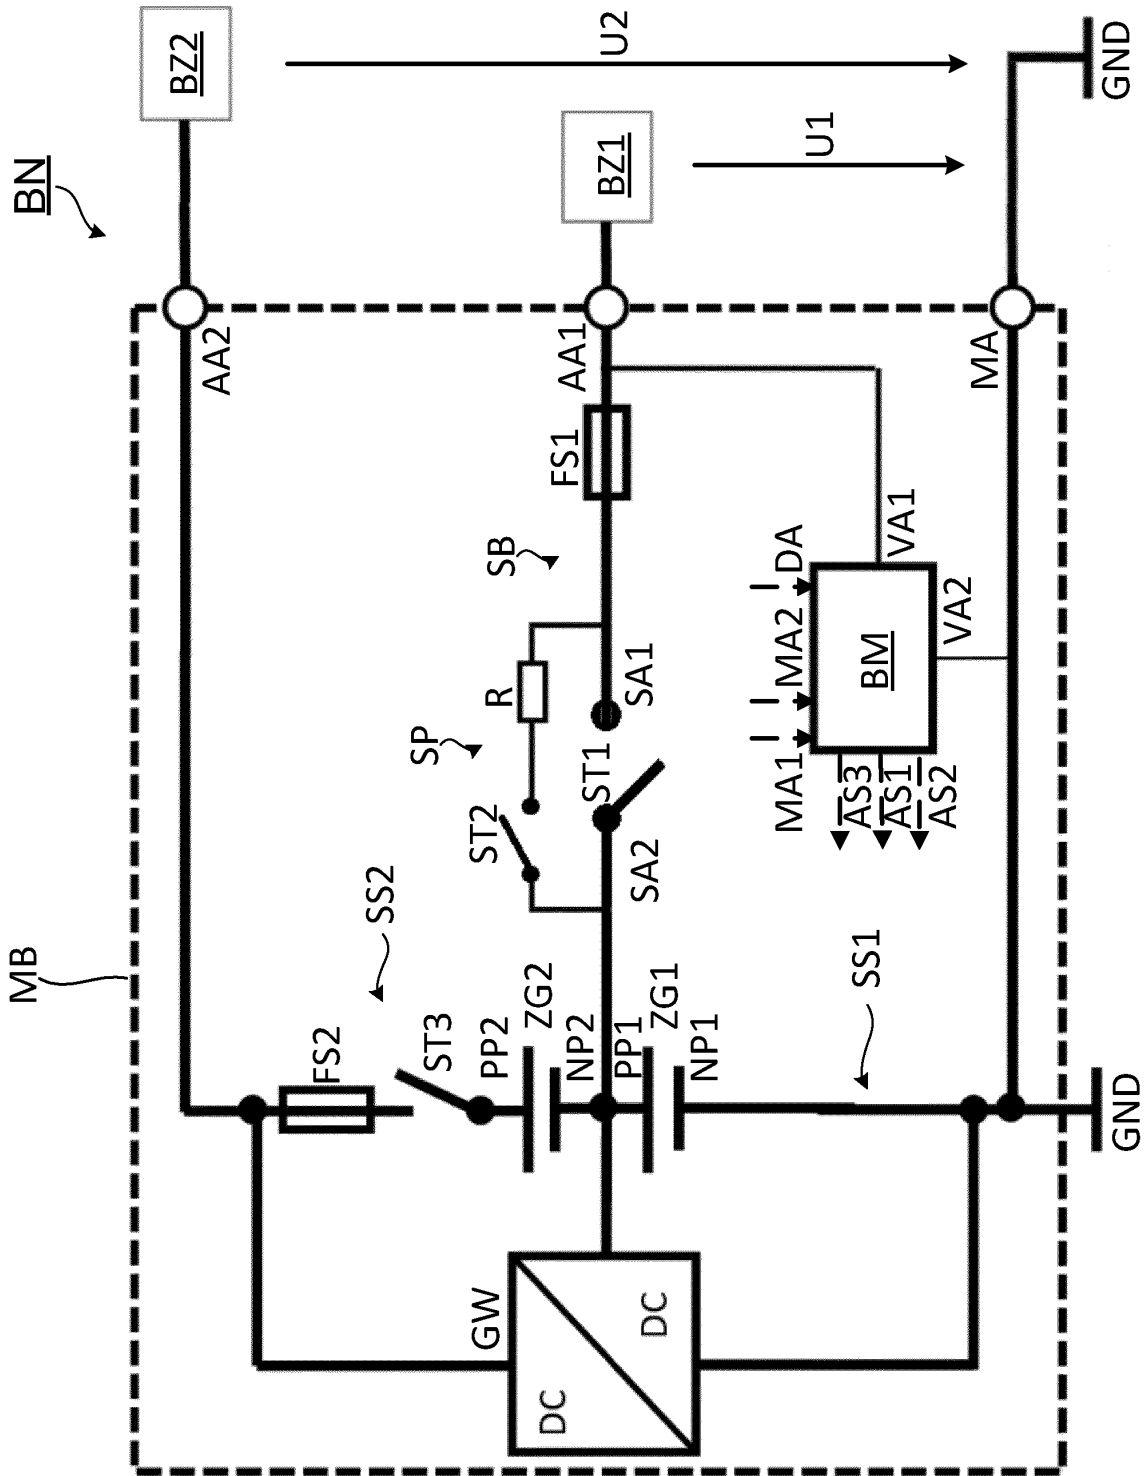 BN
MB
BZ2
U2
BZ1
U1
GND
AA2
AA1
MA
FS1
SB
R
SP
ST2
SA1
ST1
SA2
DA
MA2
MA1
VA1
VA2
BM
AS3
AS1
AS2
SS2
SS1
FS2
ST3
PP2
ZG2
NP2
PP1
ZG1
NP1
GND
GW
DC
DC